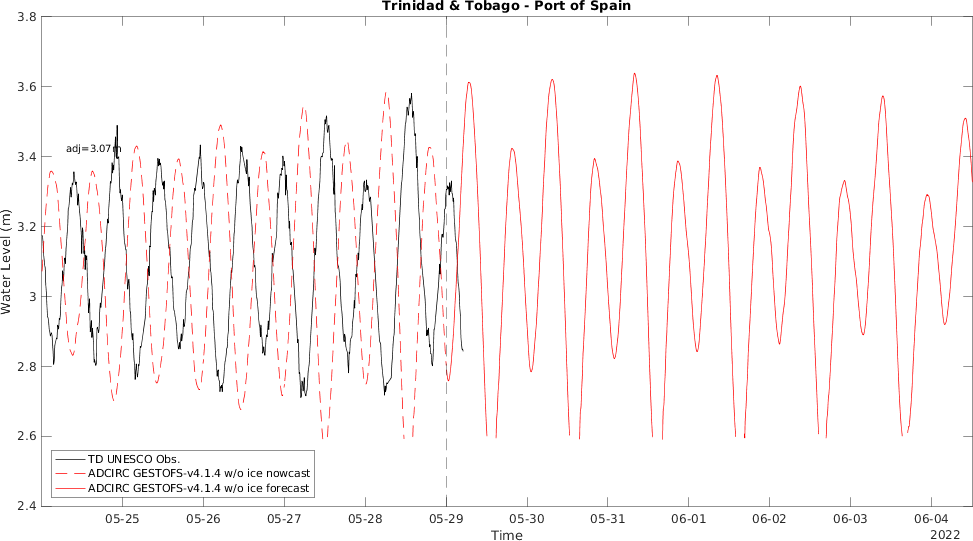 Trinidad & Tobago - Port of Spain
3.8
3.6
3.4
3.2
3
2.8
2.6
2.4
Water Level (m)
adj=3.07 m
TD UNESCO Obs.
ADCIRC GESTOFS-v4.1.4 w/o ice nowcast
ADCIRC GESTOFS-v4.1.4 w/o ice forecast
05-25 05-26 05-27 05-28 05-29 05-30 05-31 06-01 06-02 06-03 06-04
Time
2022